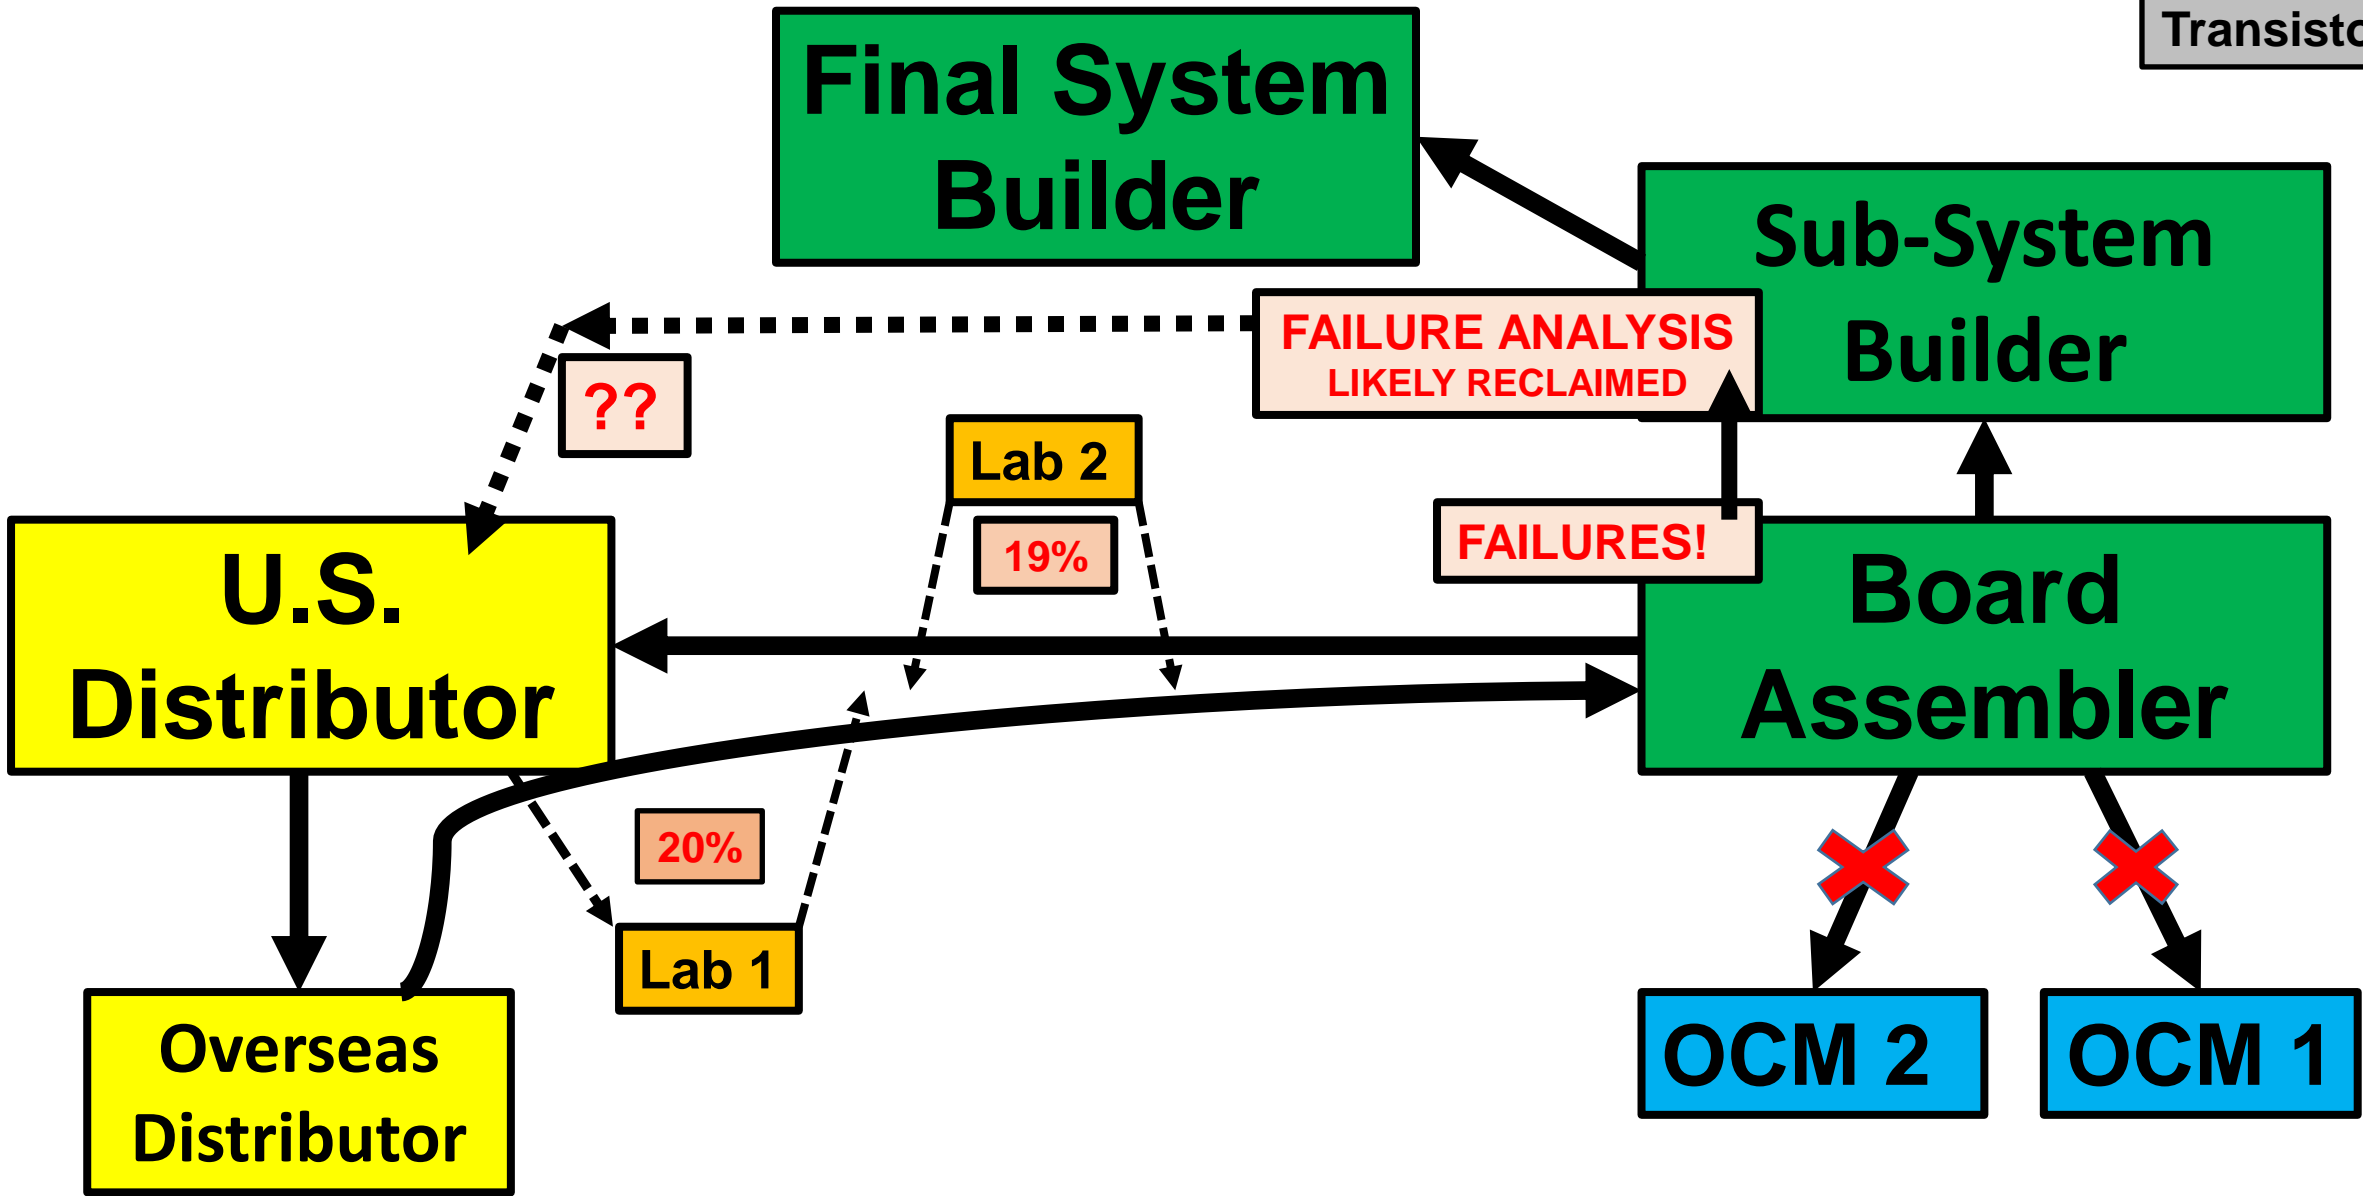 Final System
Builder
Sub-System
Builder
FAILURE ANALYSIS
LIKELY RECLAIMED
??
Lab 2
19%
FAILURES!
U.S.
Distributor
Board
Assembler
20%
Lab 1
Overseas
Distributor
OCM 2
OCM 1